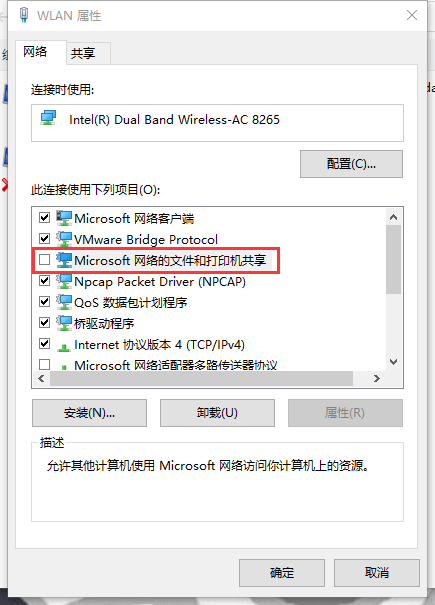 WLAN 属性
网络
共享
连接时使用:
Intel(R) Dual Band Wireless-AC 8265
配置(C)...
此连接使用下列项目(O):
Microsoft 网络客户端
VMware Bridge Protocol
Microsoft 网络的文件和打印机共享
Npcap Packet Driver (NPCAP)
QoS 数据包计划程序
桥驱动程序
Internet 协议版本 4 (TCP/IPv4)
Microsoft 网络适配器多路传送器协议
安装(N)...
卸载(U)
属性(R)
描述
允许其他计算机使用 Microsoft 网络访问你计算机上的资源。
确定
取消